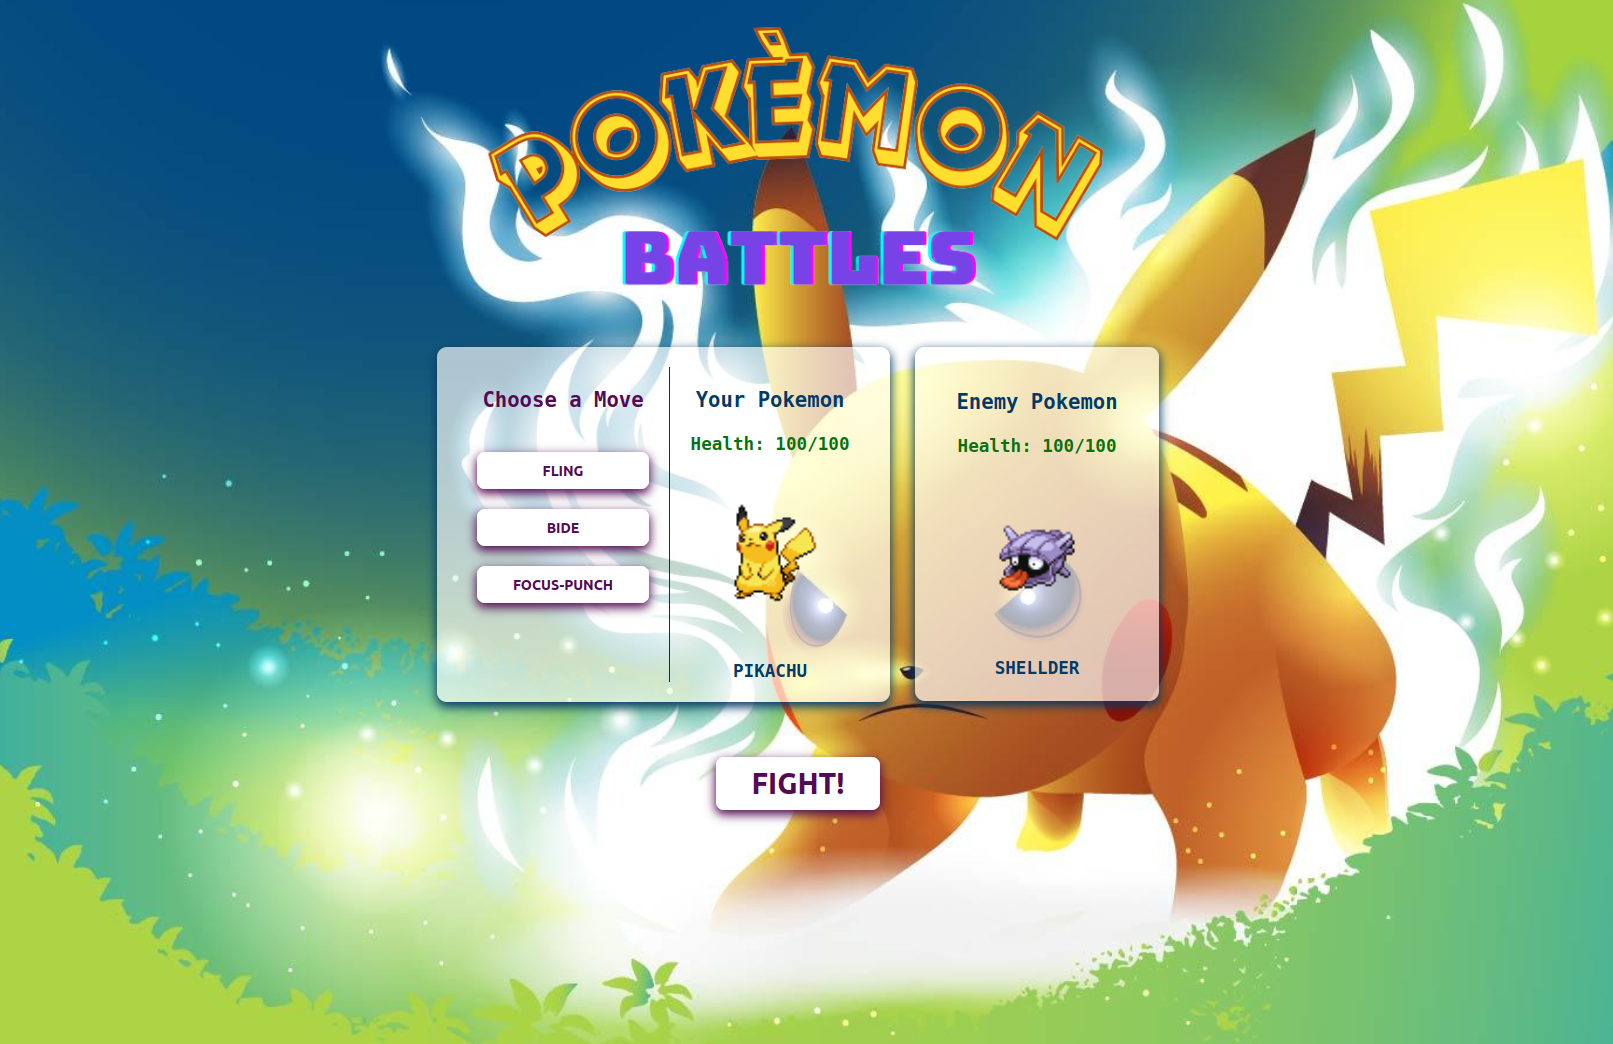 POKÈMON
BATTLES
Choose a Move
FLING
BIDE
FOCUS-PUNCH
Your Pokemon
Health: 100/100
PIKACHU
Enemy Pokemon
Health: 100/100
SHELLDER
FIGHT!